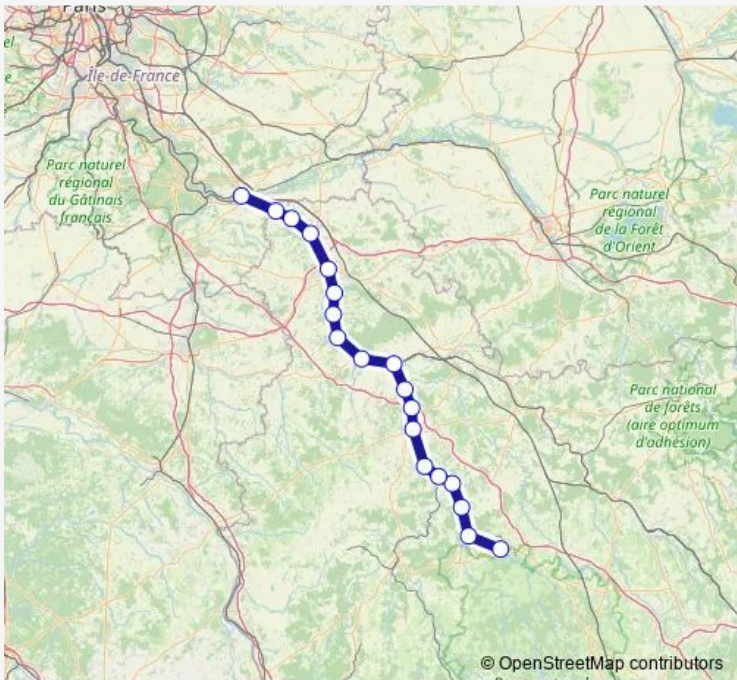 Paris
Île-de-France
Parc naturel
régional
du Gâtinais
français
Parc naturel
régional
de la Forêt
d'Orient
Parc national
de forêts
(aire optimum
d'adhésion)
© OpenStreetMap contributors